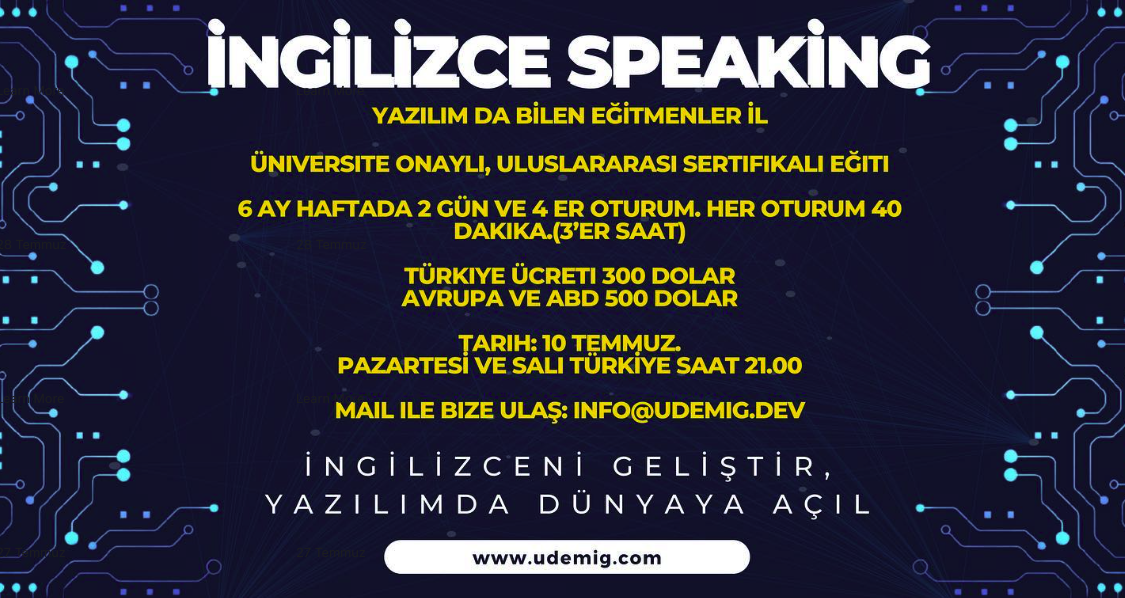 İNGİLİZCE SPEAKİNG
YAZILIM DA BİLEN EĞİTMENLER İL
ÜNIVERSITE ONAYLI, ULUSLARARASI SERTIFIKALI EĞITI
6 AY HAFTADA 2 GÜN VE 4 ER OTURUM. HER OTURUM 40
DAKIKA.(3’ER SAAT)
TÜRKIYE ÜCRETI 300 DOLAR
AVRUPA VE ABD 500 DOLAR
TARIH: 10 TEMMUZ.
PAZARTESİ VE SALI TÜRKİYE SAAT 21.00
MAIL ILE BIZE ULAŞ: INFO@UDEMIG.DEV
İNGİLİZCENİ GELİŞTİR,
YAZILIMDA DÜNYAYA AÇIL
www.udemig.com